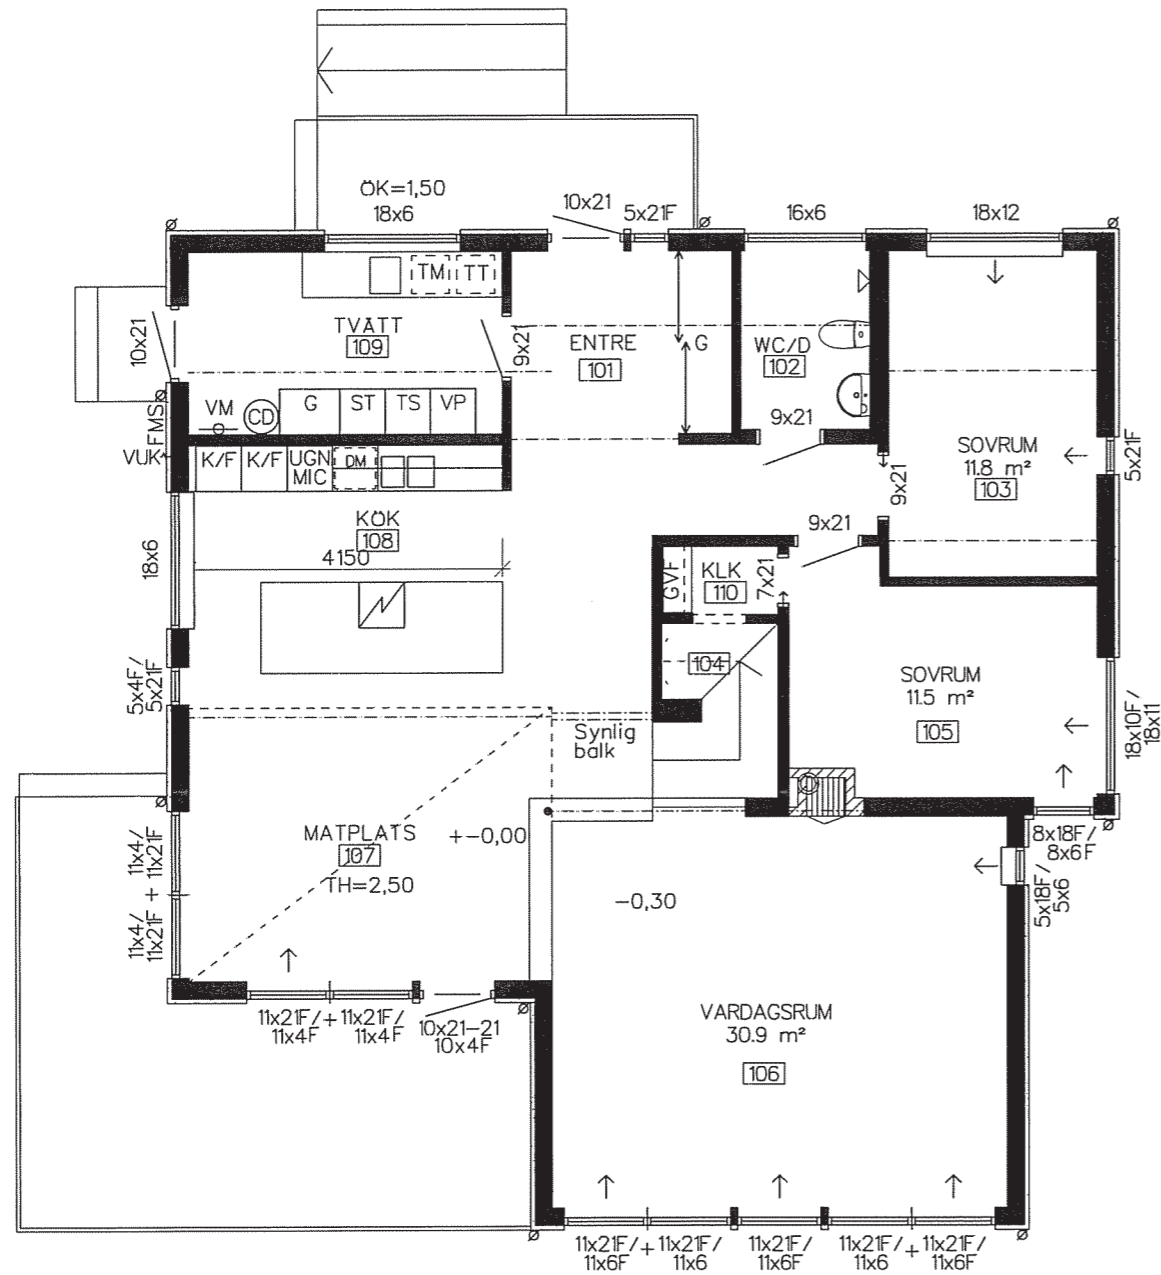 ÖK=1,50
18x6
10x21
5x21F
16x6
18x12
TM
TT
TVÄTT
109
10x21
9x21
ENTRE
101
G
WC/D
102
9x21
VM
CD
G
ST
TS
VP
FMS
VUK
K/F
K/F
UGN
MIC
DM
SOVRUM
11.8 m²
103
5x21F
9x21
9x21
KÖK
108
4150
18x6
GVF
KLK
110
7x21
104
5x4F/
5x21F
SOVRUM
11.5 m²
105
18x10F/
18x11
Synlig
balk
MATPLATS
107
TH=2,50
+-0,00
-0,30
11x4/ + 11x4/
11x21F + 11x21F
8x18F/
8x6F
5x18F/
5x6
11x21F/+11x21F/
11x4F 11x4F
10x21-21
10x4F
VARDAGSRUM
30.9 m²
106
11x21F/+11x21F/ 11x21F/ 11x21F/+11x21F/
11x6F 11x6 11x6F 11x6 11x6F